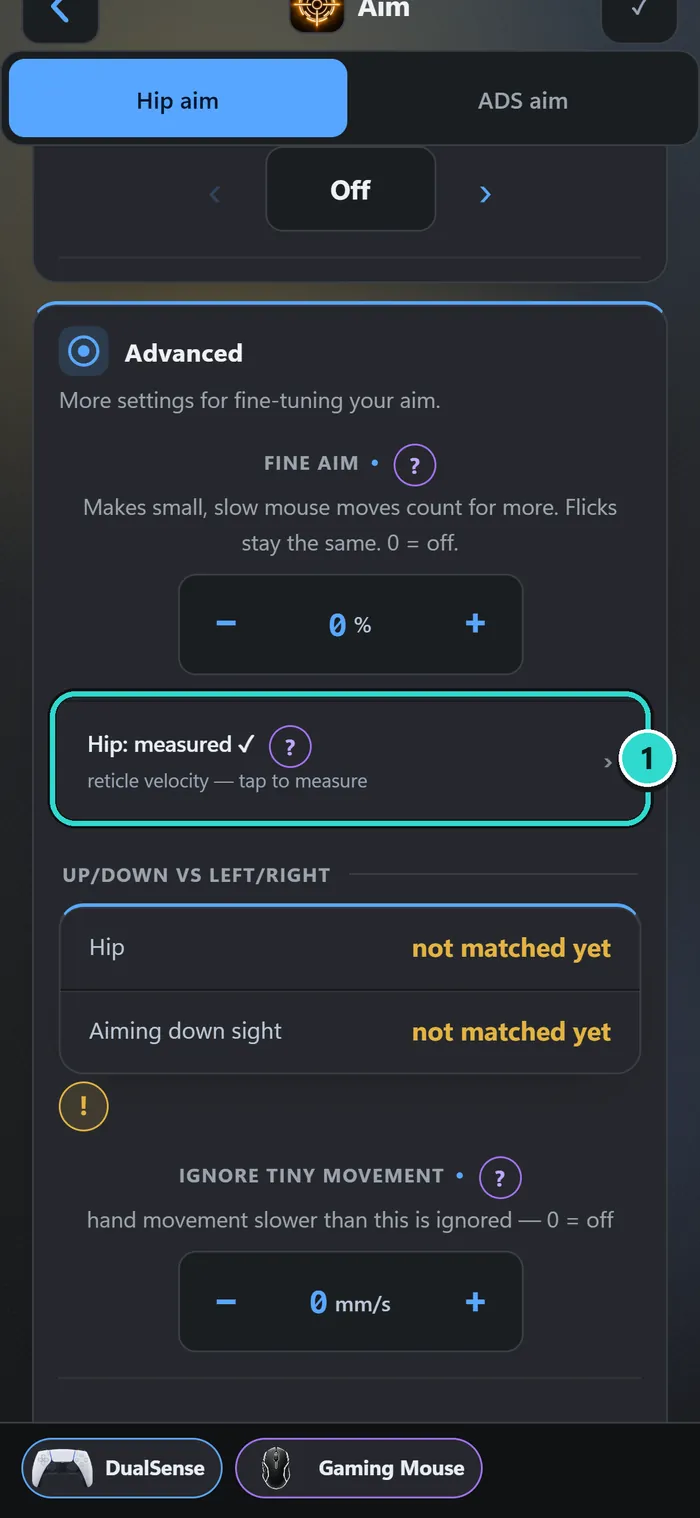 Aim
✓
Hip aim
ADS aim
‹ Off ›
Advanced
More settings for fine-tuning your aim.
FINE AIM • ?
Makes small, slow mouse moves count for more. Flicks
stay the same. 0 = off.
− 0 % +
Hip: measured ✓ ?
reticle velocity — tap to measure
›
1
UP/DOWN VS LEFT/RIGHT
Hip not matched yet
Aiming down sight not matched yet
!
IGNORE TINY MOVEMENT • ?
hand movement slower than this is ignored — 0 = off
− 0 mm/s +
DualSense
Gaming Mouse